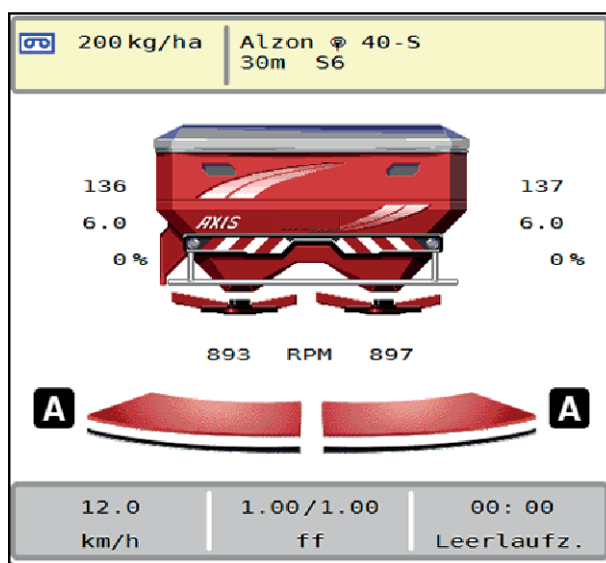 200 kg/ha
Alzon 40-S
30m S6
136
137
6.0
6.0
AXIS
0 %
0 %
893 RPM 897
A
A
12.0
1.00/1.00
00:00
km/h
ff
Leerlaufz.